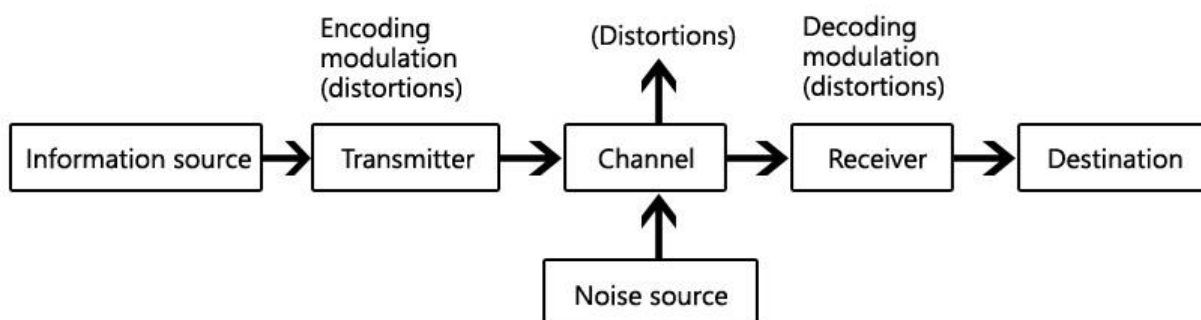 Encoding
modulation
(distortions)
(Distortions)
Decoding
modulation
(distortions)
Information source
Transmitter
Channel
Receiver
Destination
Noise source